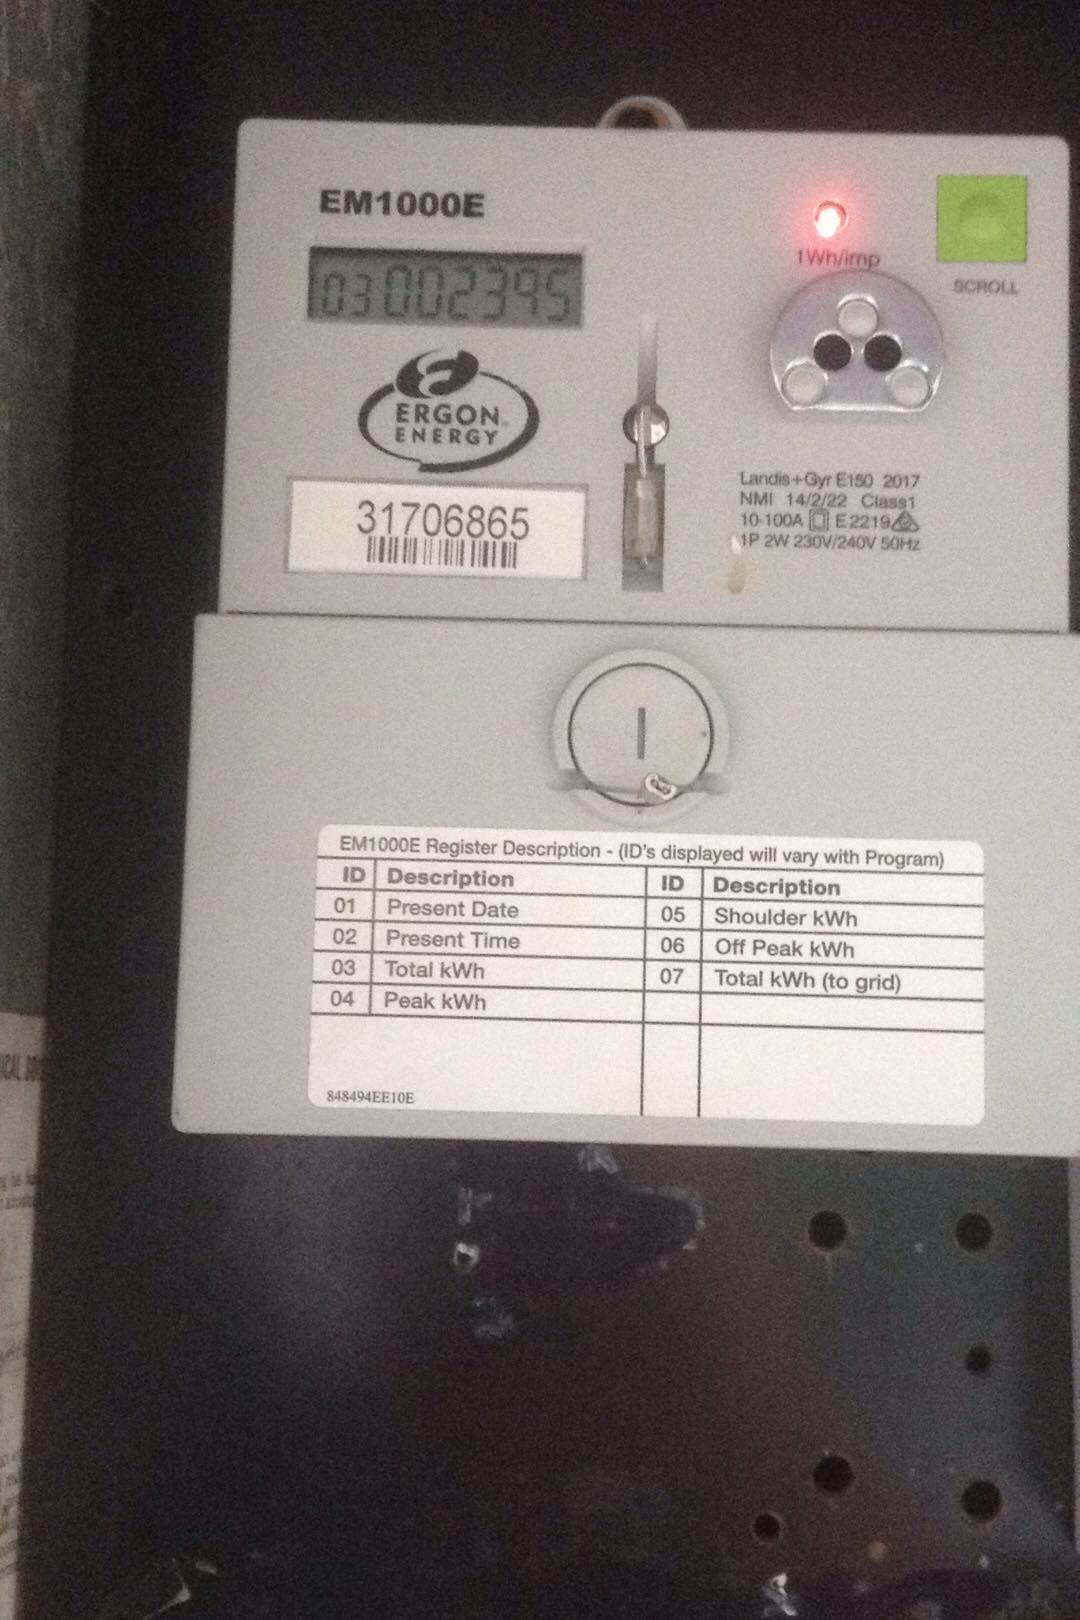 EM1000E
03 002395
1Wh/imp
SCROLL
ERGON
ENERGY
31706865
Landis+Gyr E150 2017
NMI 14/2/22 Class1
10-100A E2219
1P 2W 230V/240V 50Hz
EM1000E Register Description - (ID's displayed will vary with Program)
ID Description ID Description
01 Present Date 05 Shoulder kWh
02 Present Time 06 Off Peak kWh
03 Total kWh 07 Total kWh (to grid)
04 Peak kWh
848494EE10E